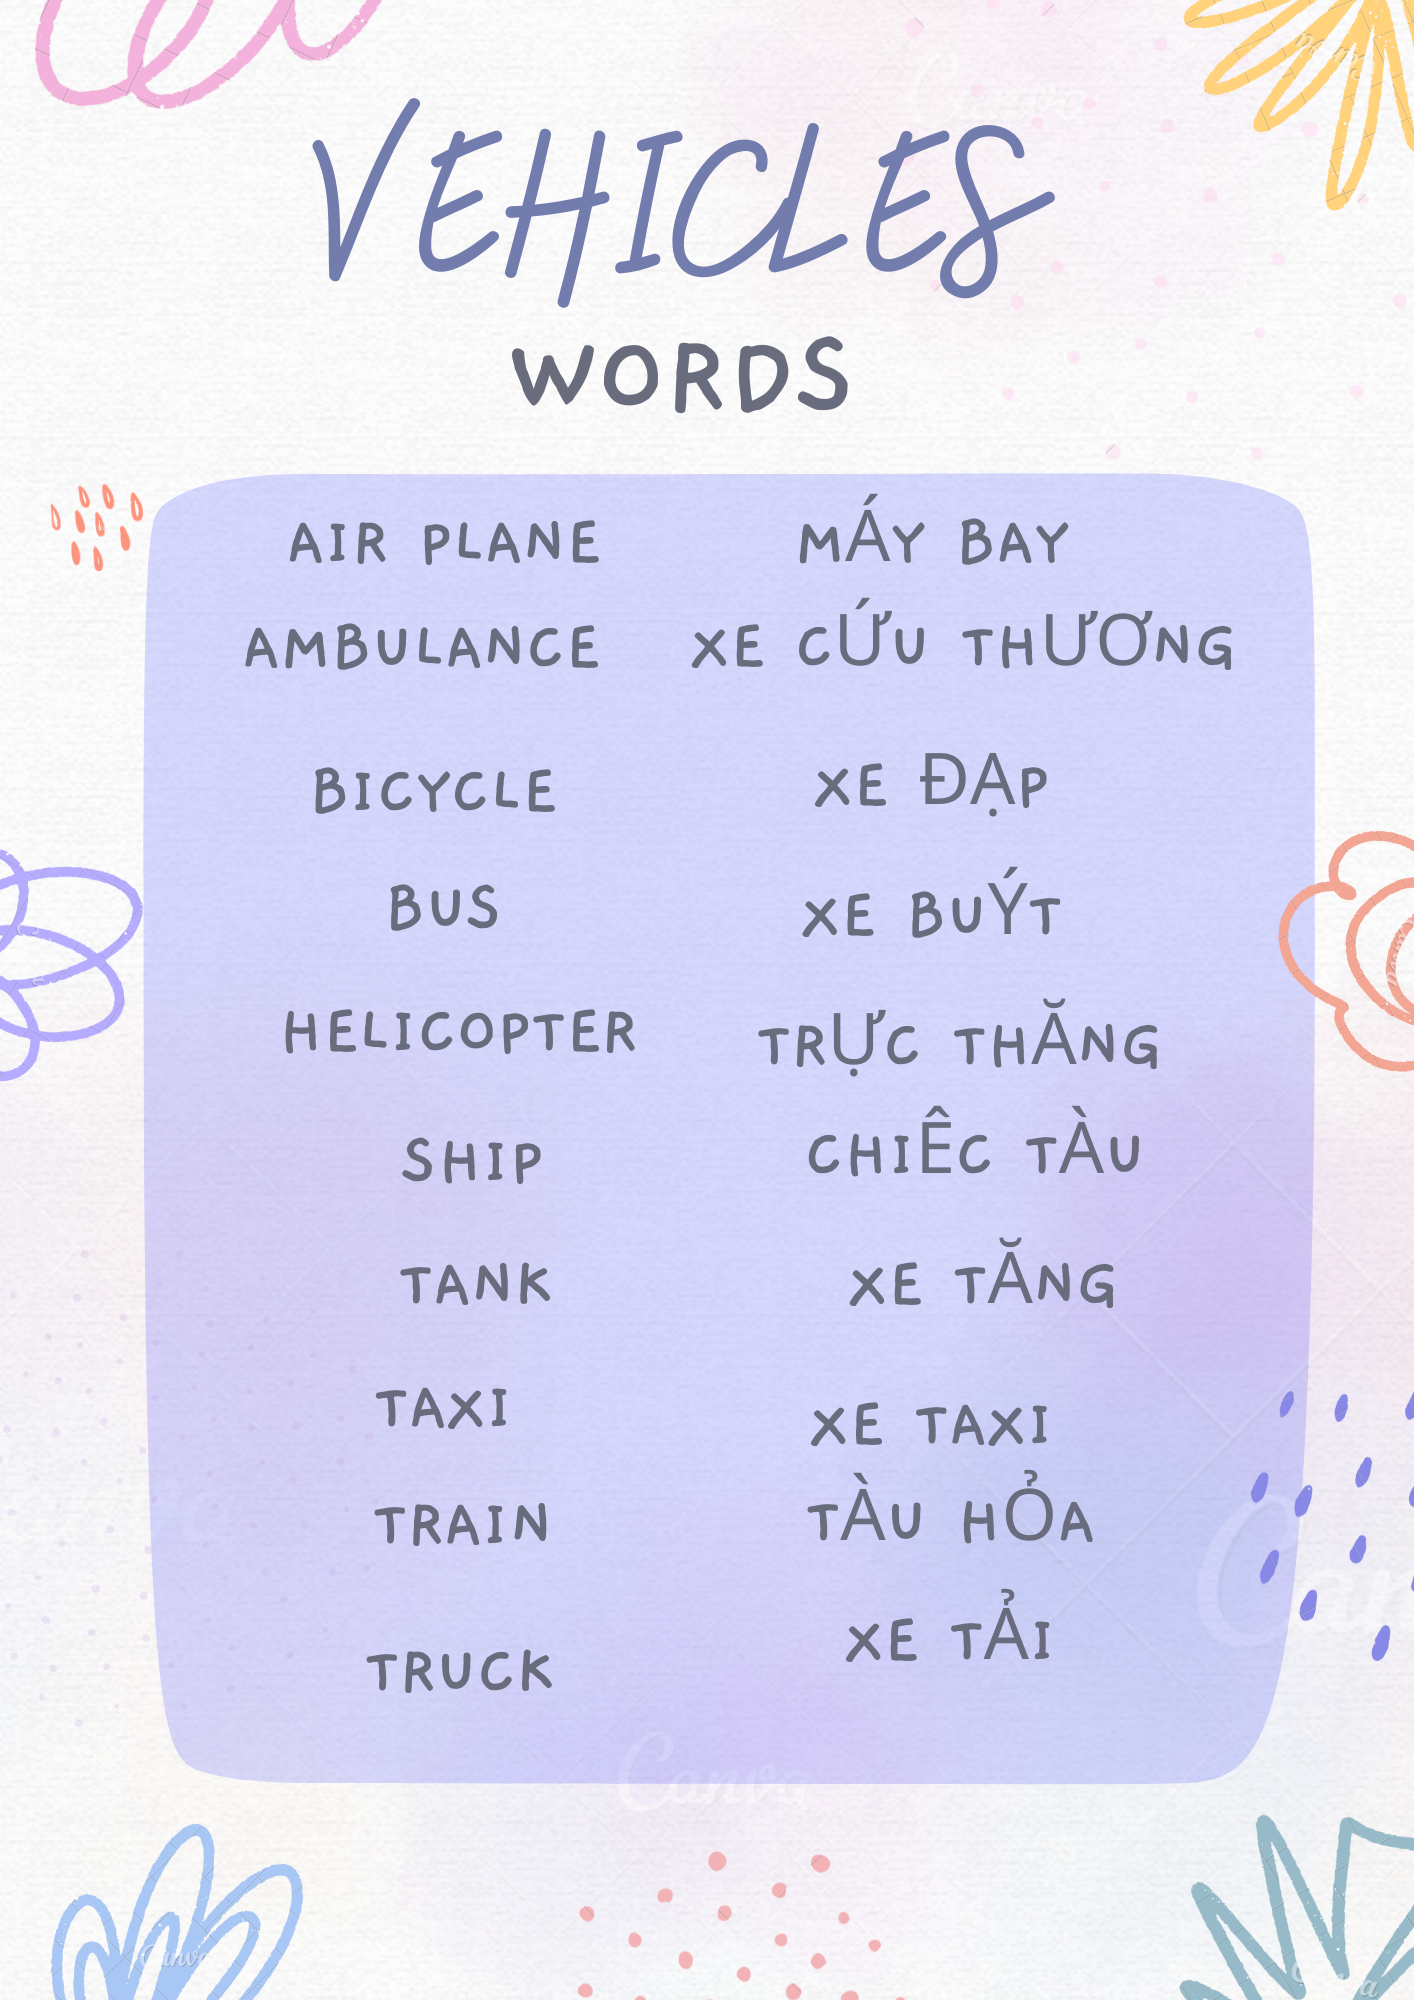 VEHICLES
WORDS
AIR PLANE MÁY BAY
AMBULANCE XE CỨU THƯƠNG
BICYCLE XE ĐẠP
BUS XE BUÝT
HELICOPTER TRỰC THĂNG
SHIP CHIÊC TÀU
TANK XE TĂNG
TAXI XE TAXI
TRAIN TÀU HỎA
TRUCK XE TẢI
Canva